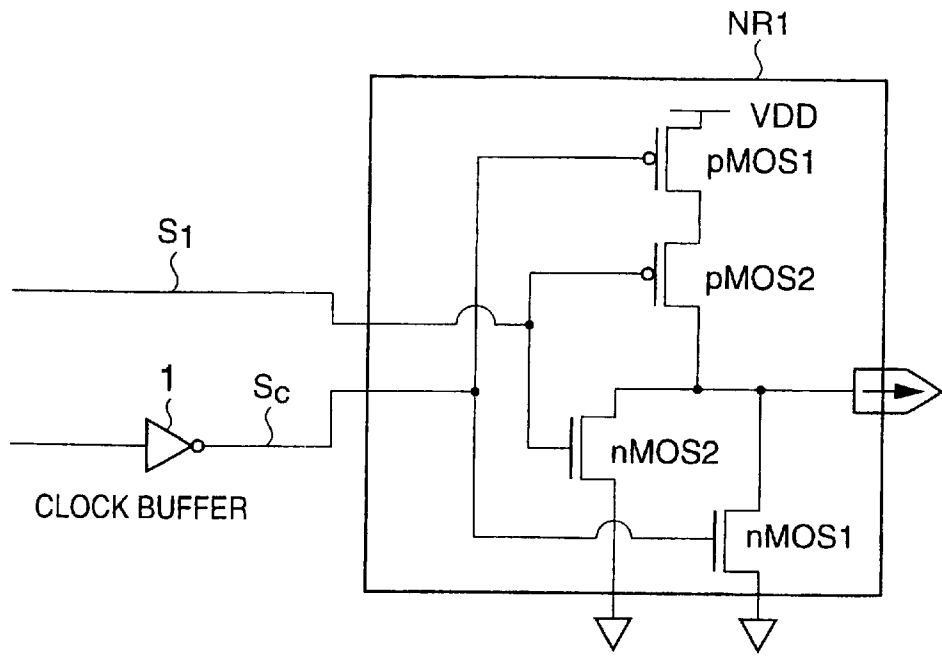 NR1
VDD
pMOS1
S1
pMOS2
1
Sc
nMOS2
CLOCK BUFFER
nMOS1